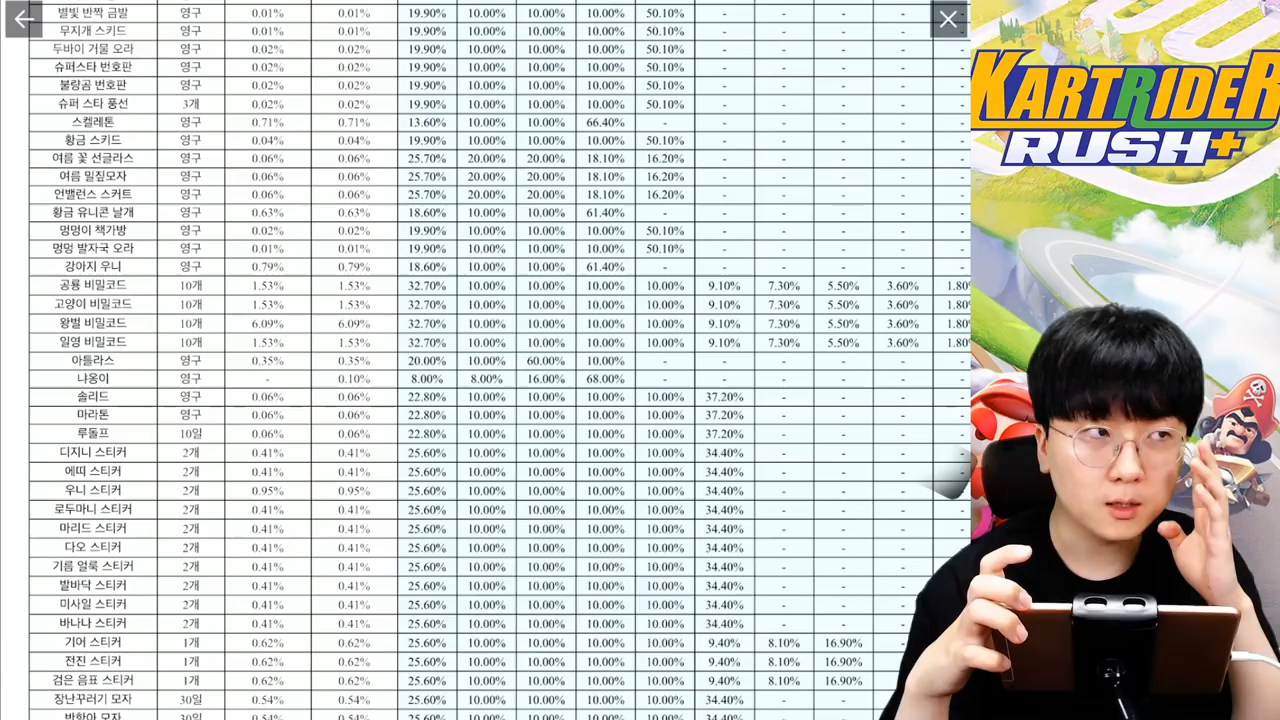 별빛 반짝 금발 영구 0.01% 0.01% 19.90% 10.00% 10.00% 10.00% 50.10% - - - - -
무지개 스키드 영구 0.01% 0.01% 19.90% 10.00% 10.00% 10.00% 50.10% - - - - -
두바이 거물 오라 영구 0.02% 0.02% 19.90% 10.00% 10.00% 10.00% 50.10% - - - - -
슈퍼스타 번호판 영구 0.02% 0.02% 19.90% 10.00% 10.00% 10.00% 50.10% - - - - -
불량곰 번호판 영구 0.02% 0.02% 19.90% 10.00% 10.00% 10.00% 50.10% - - - - -
슈퍼 스타 풍선 3개 0.02% 0.02% 19.90% 10.00% 10.00% 10.00% 50.10% - - - - -
스켈레톤 영구 0.71% 0.71% 13.60% 10.00% 10.00% 66.40% - - - - - -
황금 스키드 영구 0.04% 0.04% 19.90% 10.00% 10.00% 10.00% 50.10% - - - - -
여름 꽃 선글라스 영구 0.06% 0.06% 25.70% 20.00% 20.00% 18.10% 16.20% - - - - -
여름 밀짚모자 영구 0.06% 0.06% 25.70% 20.00% 20.00% 18.10% 16.20% - - - - -
언밸런스 스커트 영구 0.06% 0.06% 25.70% 20.00% 20.00% 18.10% 16.20% - - - - -
황금 유니콘 날개 영구 0.63% 0.63% 18.60% 10.00% 10.00% 61.40% - - - - - -
멍멍이 책가방 영구 0.02% 0.02% 19.90% 10.00% 10.00% 10.00% 50.10% - - - - -
멍멍 발자국 오라 영구 0.01% 0.01% 19.90% 10.00% 10.00% 10.00% 50.10% - - - - -
강아지 우니 영구 0.79% 0.79% 18.60% 10.00% 10.00% 61.40% - - - - - -
공룡 비밀코드 10개 1.53% 1.53% 32.70% 10.00% 10.00% 10.00% 10.00% 9.10% 7.30% 5.50% 3.60% 1.80%
고양이 비밀코드 10개 1.53% 1.53% 32.70% 10.00% 10.00% 10.00% 10.00% 9.10% 7.30% 5.50% 3.60% 1.80%
왕벌 비밀코드 10개 6.09% 6.09% 32.70% 10.00% 10.00% 10.00% 10.00% 9.10% 7.30% 5.50% 3.60% 1.80%
일영 비밀코드 10개 1.53% 1.53% 32.70% 10.00% 10.00% 10.00% 10.00% 9.10% 7.30% 5.50% 3.60% 1.80%
아틀라스 영구 0.35% 0.35% 20.00% 10.00% 60.00% 10.00% - - - - - -
냐옹이 영구 - 0.10% 8.00% 8.00% 16.00% 68.00% - - - - - -
솔리드 영구 0.06% 0.06% 22.80% 10.00% 10.00% 10.00% 10.00% 37.20% - - - -
마라톤 영구 0.06% 0.06% 22.80% 10.00% 10.00% 10.00% 10.00% 37.20% - - - -
루돌프 10일 0.06% 0.06% 22.80% 10.00% 10.00% 10.00% 10.00% 37.20% - - - -
디지니 스티커 2개 0.41% 0.41% 25.60% 10.00% 10.00% 10.00% 10.00% 34.40% - - - -
에띠 스티커 2개 0.41% 0.41% 25.60% 10.00% 10.00% 10.00% 10.00% 34.40% - - -
우니 스티커 2개 0.95% 0.95% 25.60% 10.00% 10.00% 10.00% 10.00% 34.40% - - -
로두마니 스티커 2개 0.41% 0.41% 25.60% 10.00% 10.00% 10.00% 10.00% 34.40% - - - -
마리드 스티커 2개 0.41% 0.41% 25.60% 10.00% 10.00% 10.00% 10.00% 34.40% - - - -
다오 스티커 2개 0.41% 0.41% 25.60% 10.00% 10.00% 10.00% 10.00% 34.40% - - -
기름 얼룩 스티커 2개 0.41% 0.41% 25.60% 10.00% 10.00% 10.00% 10.00% 34.40% - - -
발바닥 스티커 2개 0.41% 0.41% 25.60% 10.00% 10.00% 10.00% 10.00% 34.40% - - -
미사일 스티커 2개 0.41% 0.41% 25.60% 10.00% 10.00% 10.00% 10.00% 34.40% - - -
바나나 스티커 2개 0.41% 0.41% 25.60% 10.00% 10.00% 10.00% 10.00% 34.40% - - -
기어 스티커 1개 0.62% 0.62% 25.60% 10.00% 10.00% 10.00% 10.00% 9.40% 8.10% 16.90% -
전진 스티커 1개 0.62% 0.62% 25.60% 10.00% 10.00% 10.00% 10.00% 9.40% 8.10% 16.90% -
검은 음표 스티커 1개 0.62% 0.62% 25.60% 10.00% 10.00% 10.00% 10.00% 9.40% 8.10% 16.90%
장난꾸러기 모자 30일 0.54% 0.54% 25.60% 10.00% 10.00% 10.00% 10.00% 34.40% - -
모자 30일 0.54% 0.54% 25.60% 10.00% 10.00% 10.00% 10.00% 34.40%
KARTRIDER
RUSH+